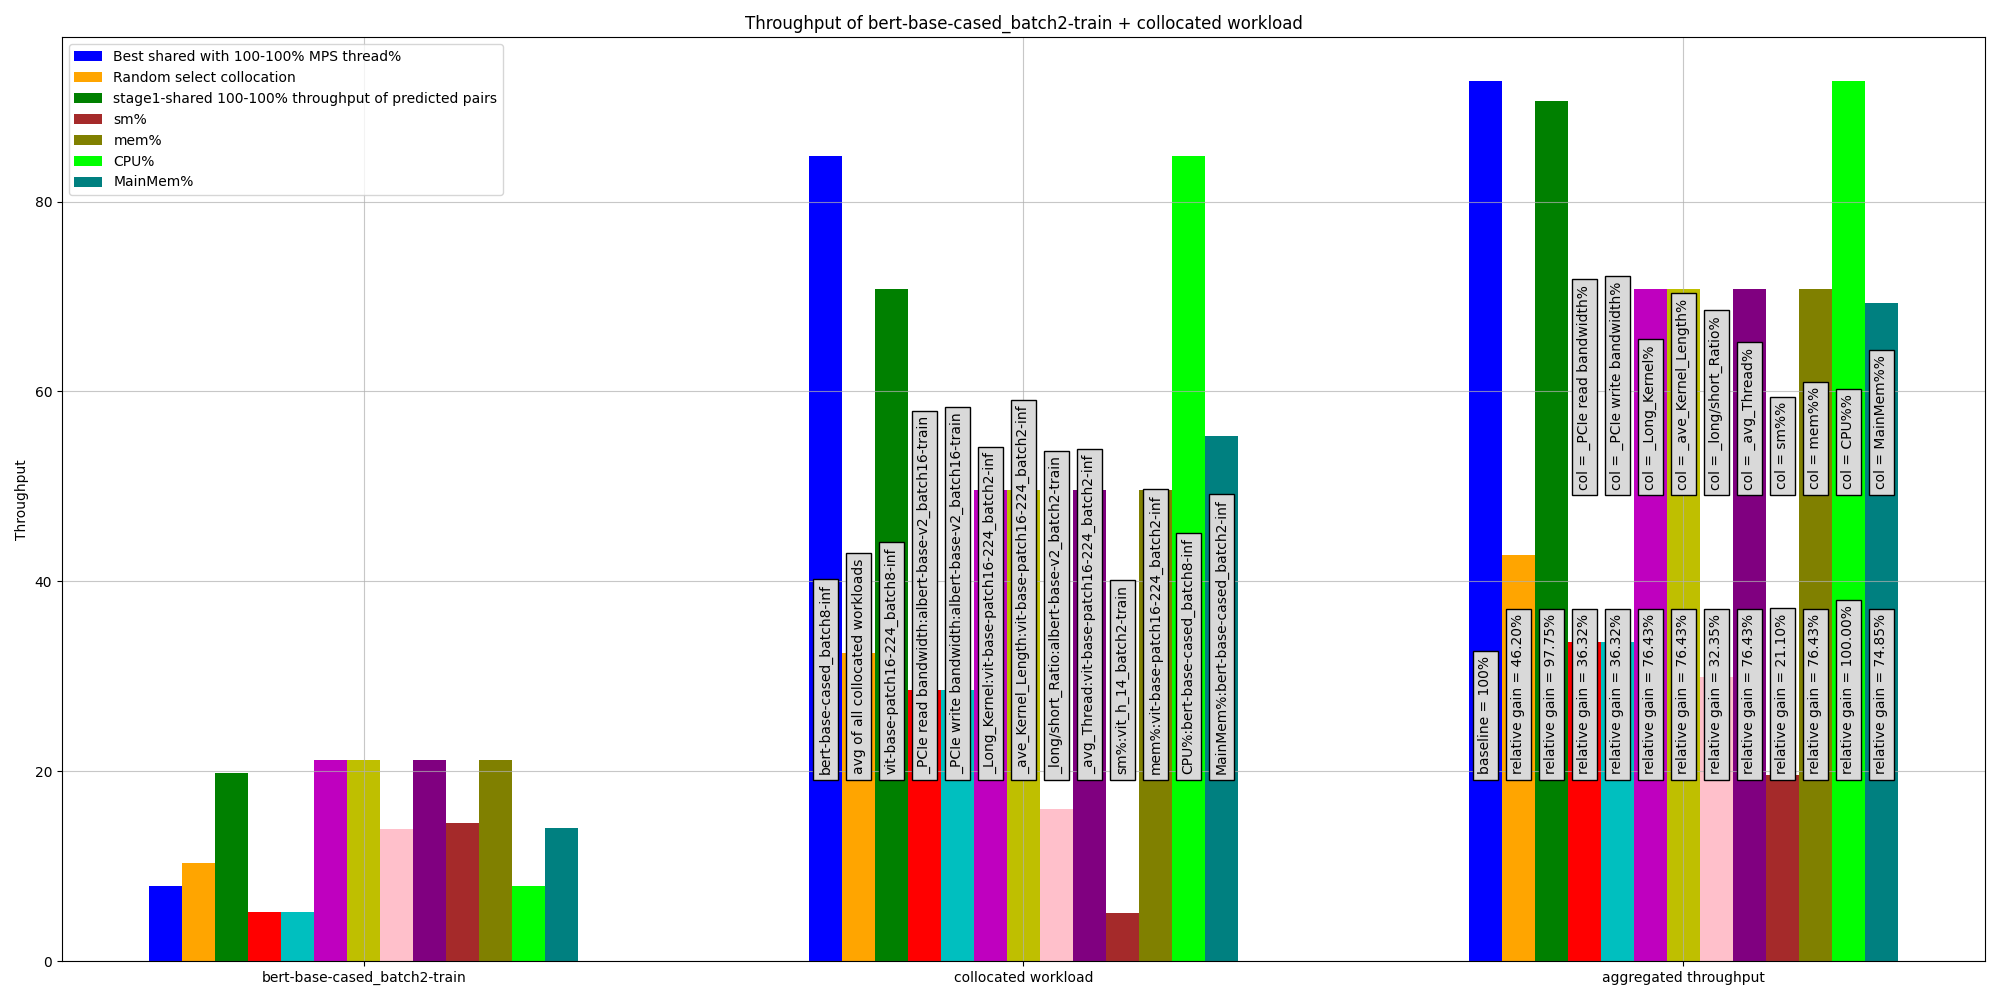 Throughput of bert-base-cased_batch2-train + collocated workload
Best shared with 100-100% MPS thread%
Random select collocation
stage1-shared 100-100% throughput of predicted pairs
sm%
mem%
CPU%
MainMem%
Throughput
80
60
40
20
0
bert-base-cased_batch8-inf
avg of all collocated workloads
vit-base-patch16-224_batch8-inf
_PCIe read bandwidth:albert-base-v2_batch16-train
_PCIe write bandwidth:albert-base-v2_batch16-train
_Long_Kernel:vit-base-patch16-224_batch2-inf
_ave_Kernel_Length:vit-base-patch16-224_batch2-inf
_long/short_Ratio:albert-base-v2_batch2-train
_avg_Thread:vit-base-patch16-224_batch2-inf
sm%:vit_h_14_batch2-train
mem%:vit-base-patch16-224_batch2-inf
CPU%:bert-base-cased_batch8-inf
MainMem%:bert-base-cased_batch2-inf
col = _PCIe read bandwidth%
col = _PCIe write bandwidth%
col = _Long_Kernel%
col = _ave_Kernel_Length%
col = _long/short_Ratio%
col = _avg_Thread%
col = sm%%
col = mem%%
col = CPU%%
col = MainMem%%
baseline = 100%
relative gain = 46.20%
relative gain = 97.75%
relative gain = 36.32%
relative gain = 36.32%
relative gain = 76.43%
relative gain = 76.43%
relative gain = 32.35%
relative gain = 76.43%
relative gain = 21.10%
relative gain = 76.43%
relative gain = 100.00%
relative gain = 74.85%
bert-base-cased_batch2-train
collocated workload
aggregated throughput